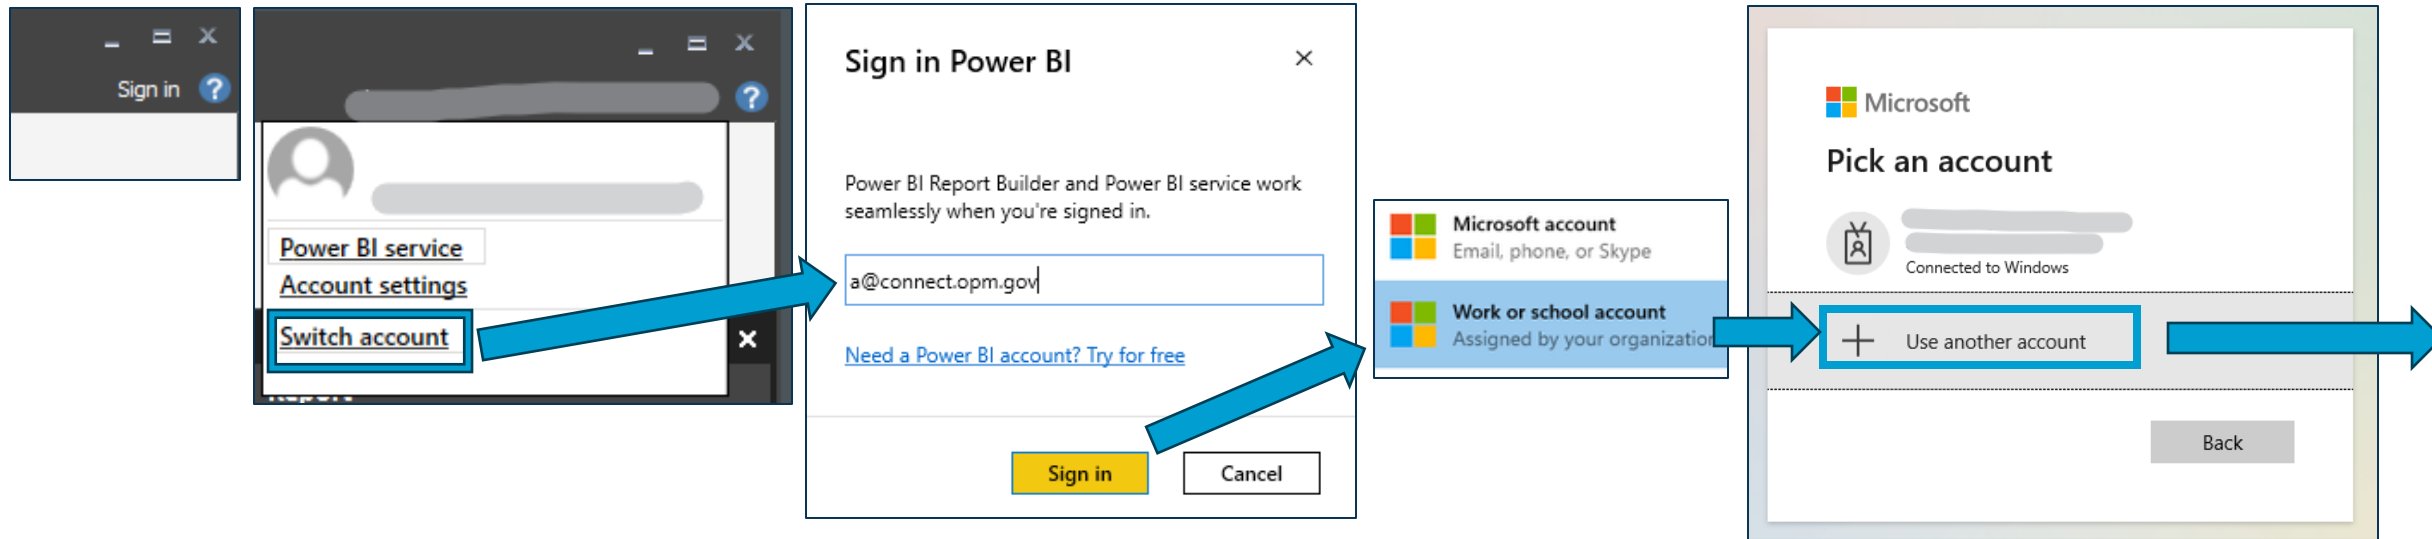 Sign in
Power BI service
Account settings
Switch account
Sign in Power BI
Power BI Report Builder and Power BI service work
seamlessly when you're signed in.
a@connect.opm.gov
Need a Power BI account? Try for free
Sign in
Cancel
Microsoft account
Email, phone, or Skype
Work or school account
Assigned by your organization
Microsoft
Pick an account
Connected to Windows
Use another account
Back